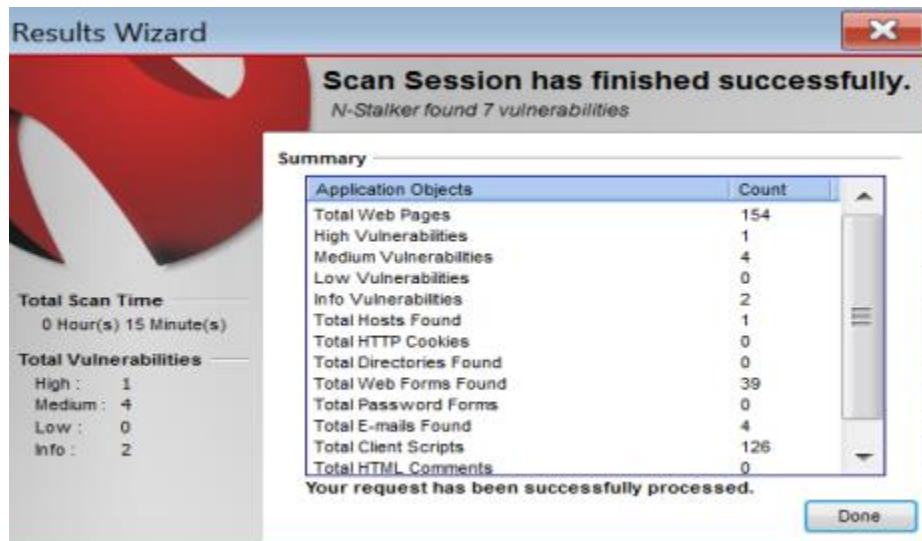 Results Wizard
Scan Session has finished successfully.
N-Stalker found 7 vulnerabilities
Summary
Application Objects Count
Total Web Pages 154
High Vulnerabilities 1
Medium Vulnerabilities 4
Low Vulnerabilities 0
Info Vulnerabilities 2
Total Hosts Found 1
Total HTTP Cookies 0
Total Directories Found 0
Total Web Forms Found 39
Total Password Forms 0
Total E-mails Found 4
Total Client Scripts 126
Total HTML Comments 0
Your request has been successfully processed.
Done
Total Scan Time
0 Hour(s) 15 Minute(s)
Total Vulnerabilities
High : 1
Medium : 4
Low : 0
Info : 2